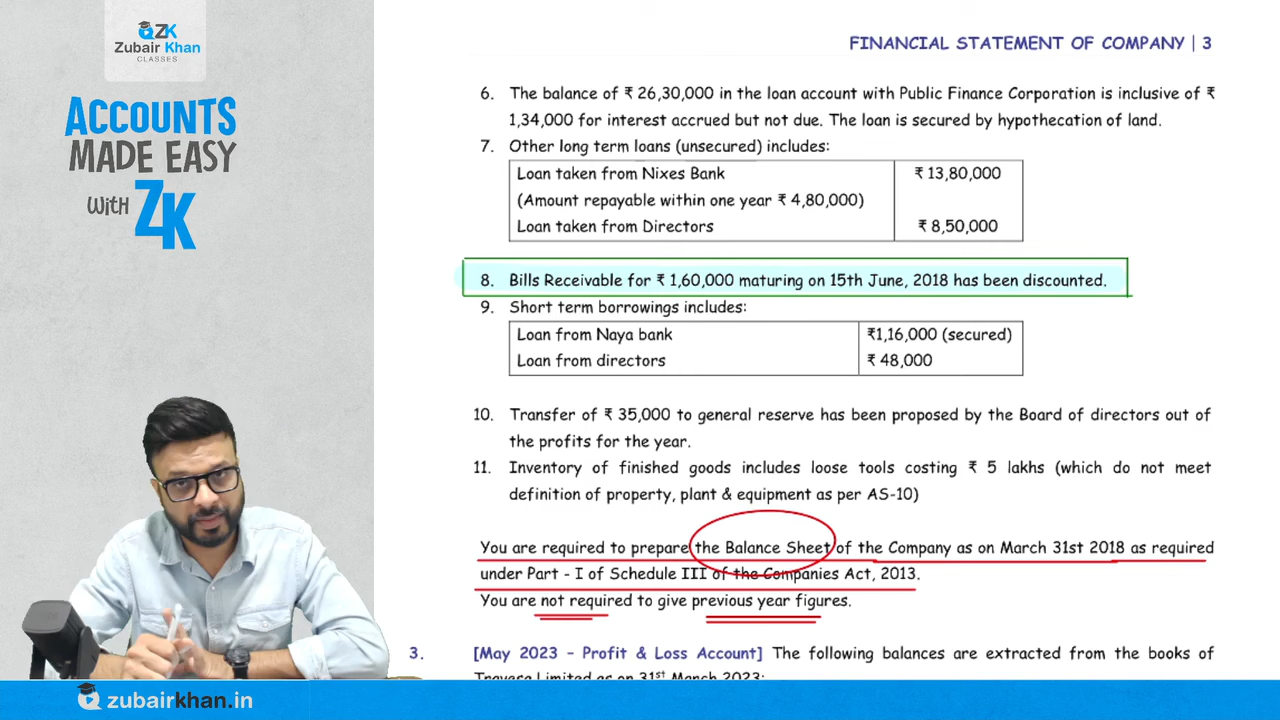 ZK
Zubair Khan
CLASSES
ACCOUNTS
MADE EASY
WITH ZK
FINANCIAL STATEMENT OF COMPANY | 3
6. The balance of ₹ 26,30,000 in the loan account with Public Finance Corporation is inclusive of ₹
1,34,000 for interest accrued but not due. The loan is secured by hypothecation of land.
7. Other long term loans (unsecured) includes:
Loan taken from Nixes Bank ₹ 13,80,000
(Amount repayable within one year ₹ 4,80,000)
Loan taken from Directors ₹ 8,50,000
8. Bills Receivable for ₹ 1,60,000 maturing on 15th June, 2018 has been discounted.
9. Short term borrowings includes:
Loan from Naya bank ₹1,16,000 (secured)
Loan from directors ₹ 48,000
10. Transfer of ₹ 35,000 to general reserve has been proposed by the Board of directors out of
the profits for the year.
11. Inventory of finished goods includes loose tools costing ₹ 5 lakhs (which do not meet
definition of property, plant & equipment as per AS-10)
You are required to prepare the Balance Sheet of the Company as on March 31st 2018 as required
under Part - I of Schedule III of the Companies Act, 2013.
You are not required to give previous year figures.
3. [May 2023 – Profit & Loss Account] The following balances are extracted from the books of
Travese Limited as on 31st March 2023:
zubairkhan.in